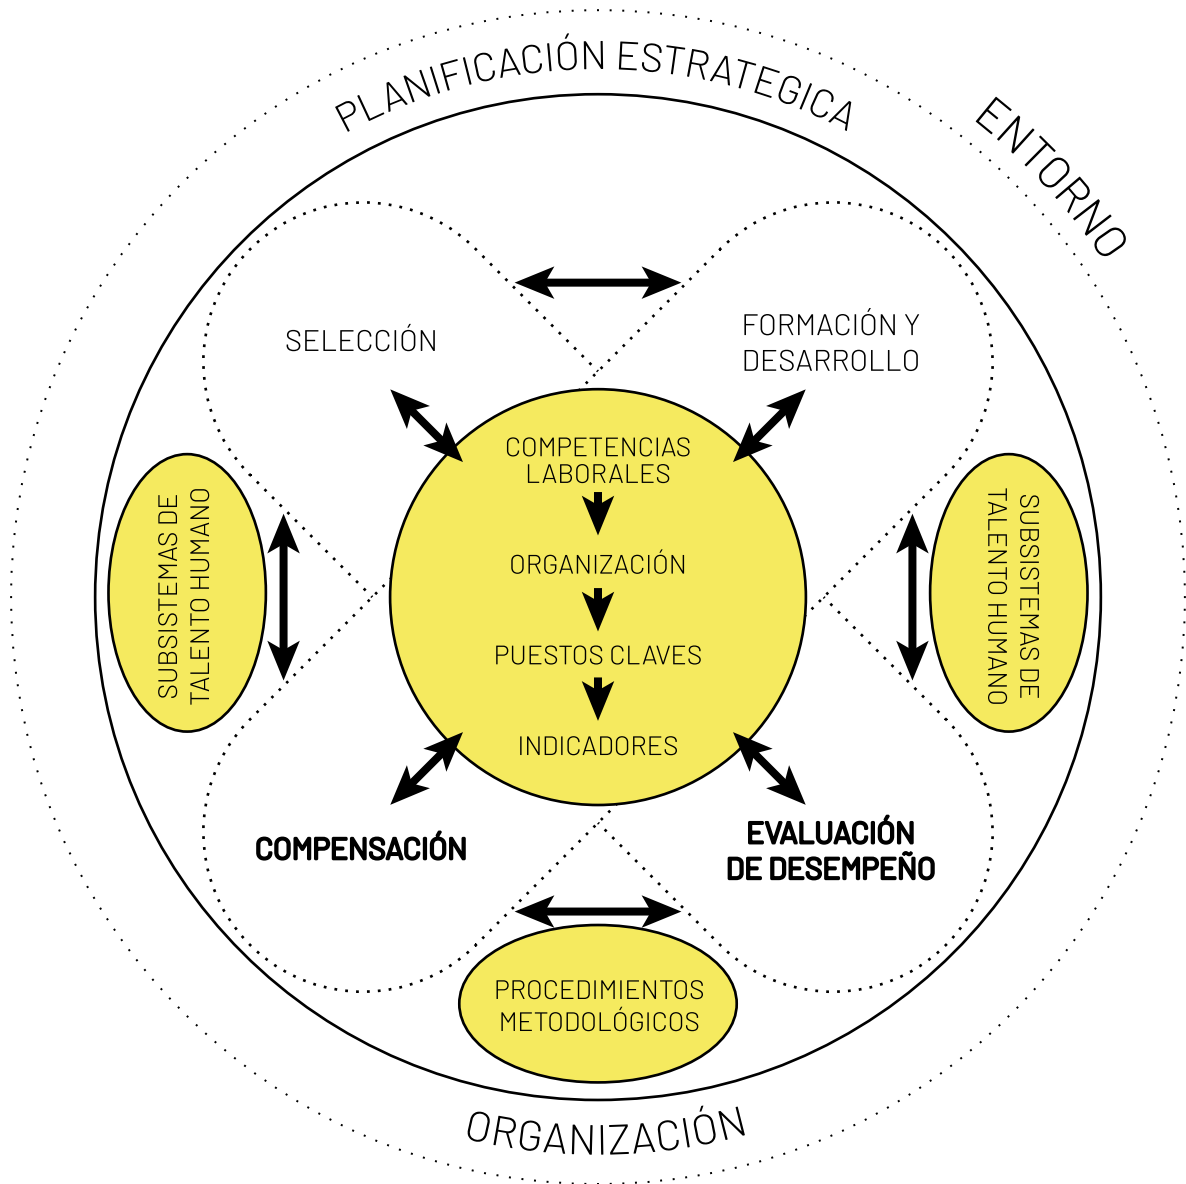 PLANIFICACIÓN ESTRATEGICA
ENTORNO
SELECCIÓN
FORMACIÓN Y
DESARROLLO
COMPETENCIAS
LABORALES
ORGANIZACIÓN
PUESTOS CLAVES
INDICADORES
SUBSISTEMAS DE
TALENTO HUMANO
SUBSISTEMAS DE
TALENTO HUMANO
COMPENSACIÓN
EVALUACIÓN
DE DESEMPEÑO
PROCEDIMIENTOS
METODOLÓGICOS
ORGANIZACIÓN